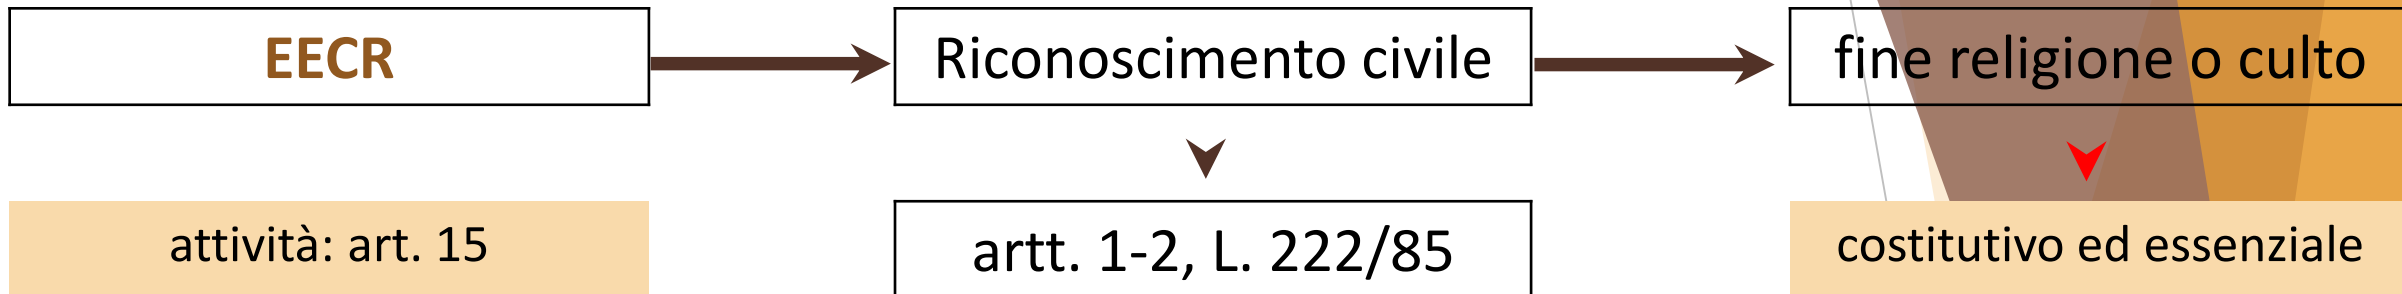 EECR
Riconoscimento civile
fine religione o culto
attività: art. 15
artt. 1-2, L. 222/85
costitutivo ed essenziale